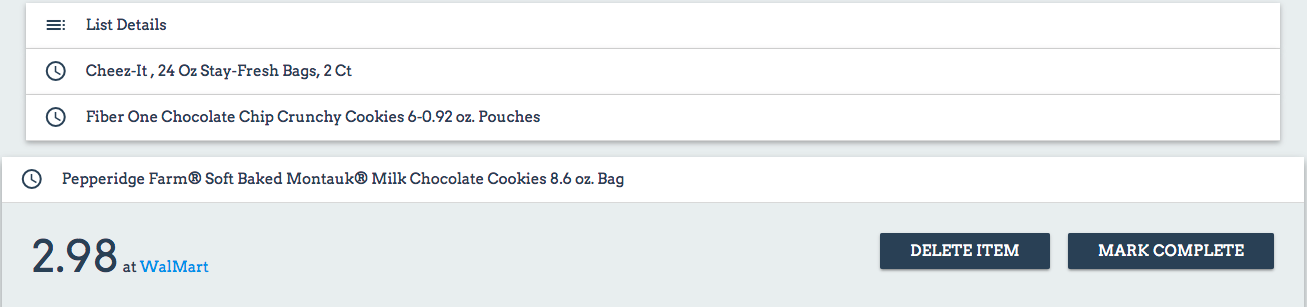 List Details
Cheez-It , 24 Oz Stay-Fresh Bags, 2 Ct
Fiber One Chocolate Chip Crunchy Cookies 6-0.92 oz. Pouches
Pepperidge Farm® Soft Baked Montauk® Milk Chocolate Cookies 8.6 oz. Bag
2.98 at WalMart
DELETE ITEM
MARK COMPLETE